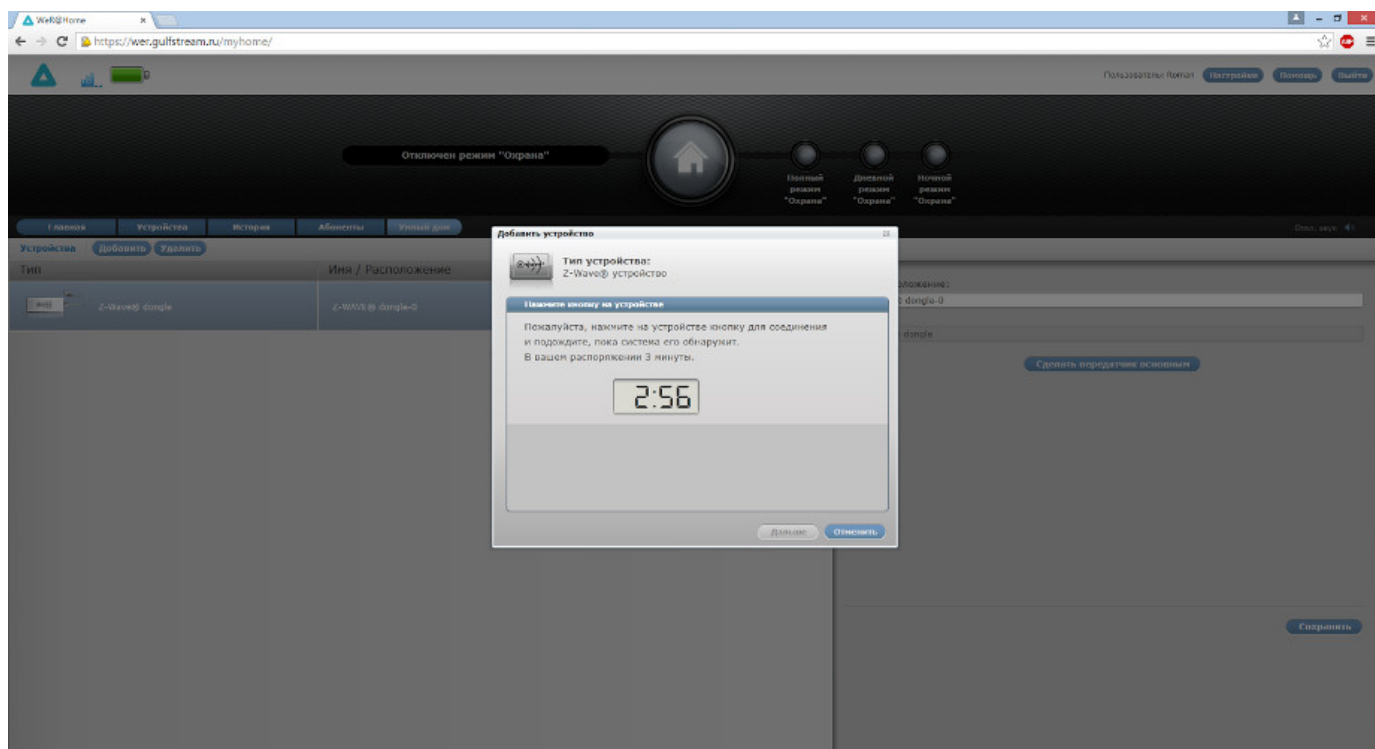 WeR@Home
https://wer.gulfstream.ru/myhome/
Пользователь: Roman Настройки Помощь Выйти
Отключен режим "Охрана"
Полный режим "Охрана"
Дневной режим "Охрана"
Ночной режим "Охрана"
Главная Устройства История Абоненты Умный дом
Откл. звук
Устройства Добавить Удалить
Тип Имя / Расположение
Z-Wave® dongle Z-WAVE® dongle-0
Добавить устройство
Тип устройства:
Z-Wave® устройство
Нажмите кнопку на устройстве
Пожалуйста, нажмите на устройстве кнопку для соединения
и подождите, пока система его обнаружит.
В вашем распоряжении 3 минуты.
2:56
Дальше Отменить
dongle-0
dongle
Сделать передатчик основным
Сохранить